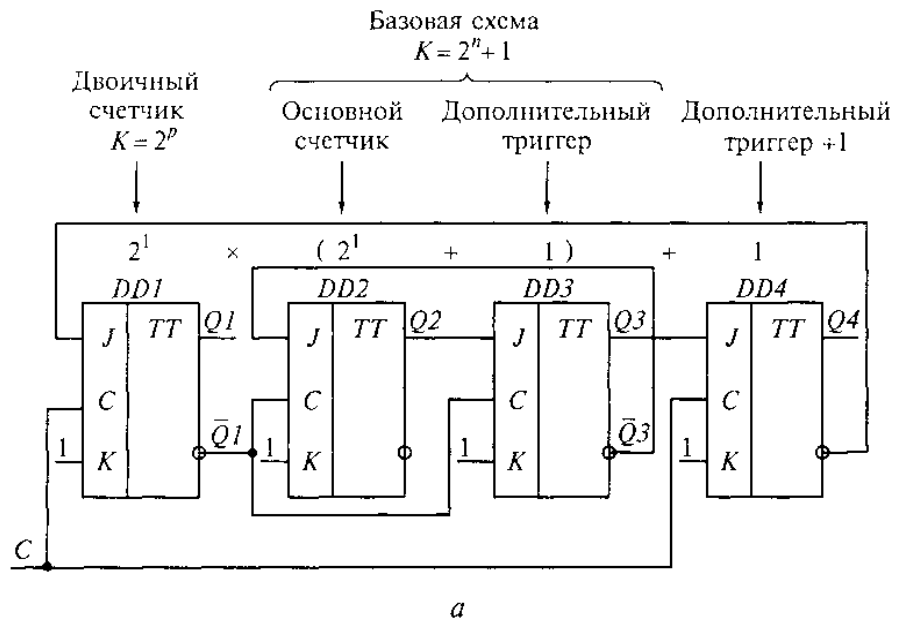 Базовая схема
K = 2ⁿ + 1
Двоичный
счетчик
K = 2ᵖ
Основной
счетчик
Дополнительный
триггер
Дополнительный
триггер +1
2¹ × ( 2¹ + 1 ) + 1
DD1 DD2 DD3 DD4
J TT Q1 J TT Q2 J TT Q3 J TT Q4
C C C C
Q̄1 Q̄3
1 K 1 K 1 K 1 K
C
а